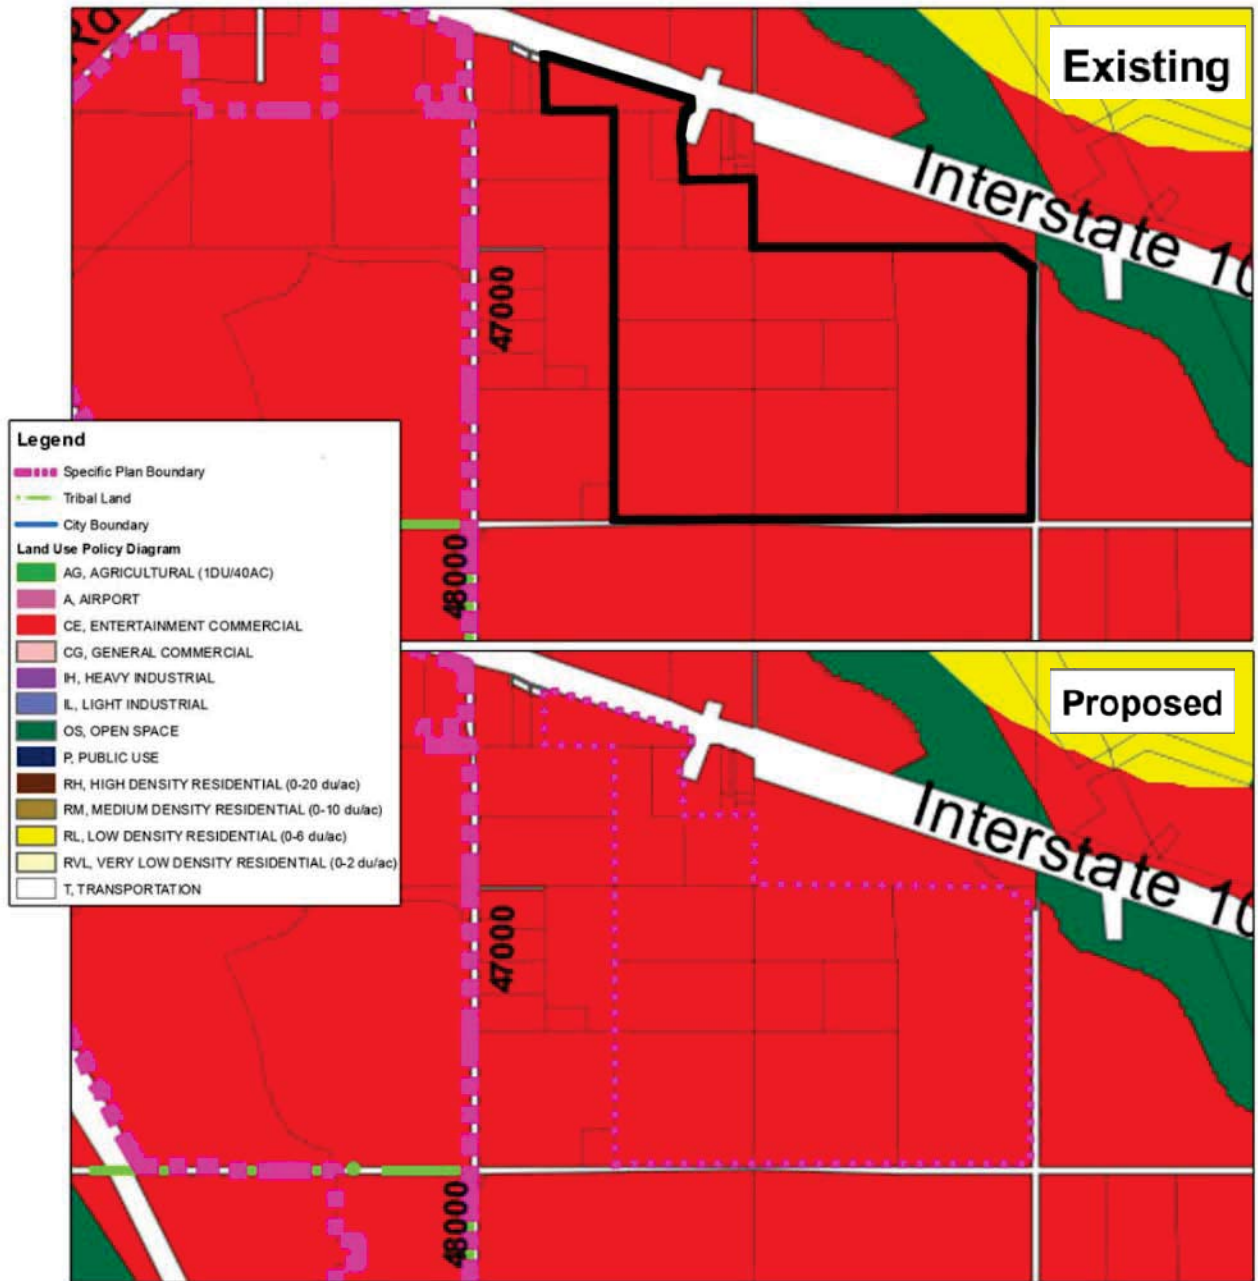 Rd
Existing
Interstate 10
47000
48000
Legend
Specific Plan Boundary
Tribal Land
City Boundary
Land Use Policy Diagram
AG, AGRICULTURAL (1DU/40AC)
A, AIRPORT
CE, ENTERTAINMENT COMMERCIAL
CG, GENERAL COMMERCIAL
IH, HEAVY INDUSTRIAL
IL, LIGHT INDUSTRIAL
OS, OPEN SPACE
P, PUBLIC USE
RH, HIGH DENSITY RESIDENTIAL (0-20 du/ac)
RM, MEDIUM DENSITY RESIDENTIAL (0-10 du/ac)
RL, LOW DENSITY RESIDENTIAL (0-6 du/ac)
RVL, VERY LOW DENSITY RESIDENTIAL (0-2 du/ac)
T, TRANSPORTATION
Proposed
Interstate 10
47000
48000